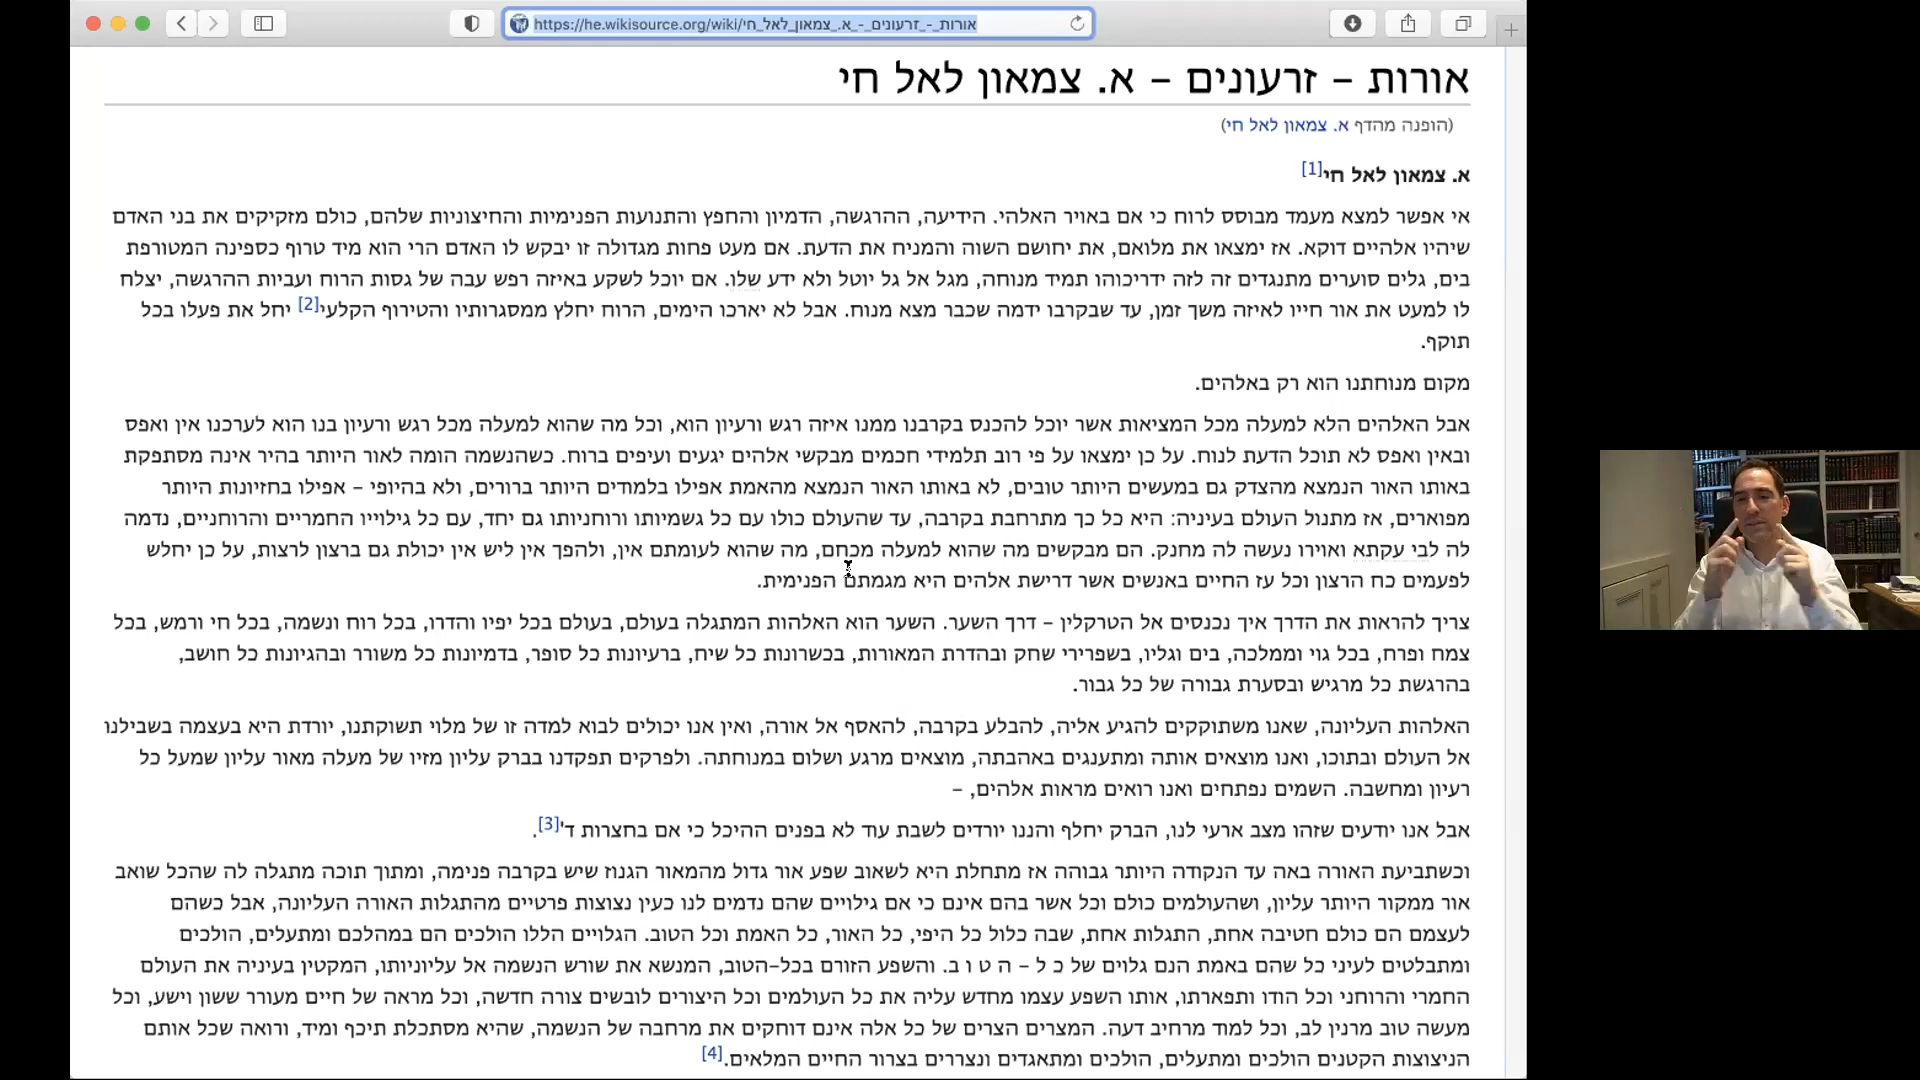 https://he.wikisource.org/wiki/אורות_-_זרעונים_-_א._צמאון_לאל_חי
אורות – זרעונים – א. צמאון לאל חי
(הופנה מהדף א. צמאון לאל חי)
א. צמאון לאל חי[1]
אי אפשר למצא מעמד מבוסס לרוח כי אם באויר האלהי. הידיעה, ההרגשה, הדמיון והחפץ והתנועות הפנימיות והחיצוניות שלהם, כולם מזקיקים את בני האדם
שיהיו אלהיים דוקא. אז ימצאו את מלואם, את יחושם השוה והמניח את הדעת. אם מעט פחות מגדולה זו יבקש לו האדם הרי הוא מיד טרוף כספינה המטורפת
בים, גלים סוערים מתנגדים זה לזה ידריכוהו תמיד מנוחה, מגל אל גל יוטל ולא ידע שלו. אם יוכל לשקע באיזה רפש עבה של גסות הרוח ועביות ההרגשה, יצלח
לו למעט את אור חייו לאיזה משך זמן, עד שבקרבו ידמה שכבר מצא מנוח. אבל לא יארכו הימים, הרוח יחלץ ממסגרותיו והטירוף הקלעי[2] יחל את פעלו בכל
תוקף.
מקום מנוחתנו הוא רק באלהים.
אבל האלהים הלא למעלה מכל המציאות אשר יוכל להכנס בקרבנו ממנו איזה רגש ורעיון הוא, וכל מה שהוא למעלה מכל רגש ורעיון בנו הוא לערכנו אין ואפס
ובאין ואפס לא תוכל הדעת לנוח. על כן ימצאו על פי רוב תלמידי חכמים מבקשי אלהים יגעים ועיפים ברוח. כשהנשמה הומה לאור היותר בהיר אינה מסתפקת
באותו האור הנמצא מהצדק גם במעשים היותר טובים, לא באותו האור הנמצא מהאמת אפילו בלמודים היותר ברורים, ולא בהיופי – אפילו בחזיונות היותר
מפוארים, אז מתנול העולם בעיניה: היא כל כך מתרחבת בקרבה, עד שהעולם כולו עם כל גשמיותו ורוחניותו גם יחד, עם כל גילוייו החמריים והרוחניים, נדמה
לה לבי עקתא ואוירו נעשה לה מחנק. הם מבקשים מה שהוא למעלה מכחם, מה שהוא לעומתם אין, ולהפך אין ליש אין יכולת גם ברצון לרצות, על כן יחלש
לפעמים כח הרצון וכל עז החיים באנשים אשר דרישת אלהים היא מגמתם הפנימית.
צריך להראות את הדרך איך נכנסים אל הטרקלין – דרך השער. השער הוא האלהות המתגלה בעולם, בעולם בכל יפיו והדרו, בכל רוח ונשמה, בכל חי ורמש, בכל
צמח ופרח, בכל גוי וממלכה, בים וגליו, בשפרירי שחק ובהדרת המאורות, בכשרונות כל שיח, ברעיונות כל סופר, בדמיונות כל משורר ובהגיונות כל חושב,
בהרגשת כל מרגיש ובסערת גבורה של כל גבור.
האלהות העליונה, שאנו משתוקקים להגיע אליה, להבלע בקרבה, להאסף אל אורה, ואין אנו יכולים לבוא למדה זו של מלוי תשוקתנו, יורדת היא בעצמה בשבילנו
אל העולם ובתוכו, ואנו מוצאים אותה ומתענגים באהבתה, מוצאים מרגע ושלום במנוחתה. ולפרקים תפקדנו בברק עליון מזיו של מעלה מאור עליון שמעל כל
רעיון ומחשבה. השמים נפתחים ואנו רואים מראות אלהים, –
אבל אנו יודעים שזהו מצב ארעי לנו, הברק יחלף והננו יורדים לשבת עוד לא בפנים ההיכל כי אם בחצרות ד'[3].
וכשתביעת האורה באה עד הנקודה היותר גבוהה אז מתחלת היא לשאוב שפע אור גדול מהמאור הגנוז שיש בקרבה פנימה, ומתוך תוכה מתגלה לה שהכל שואב
אור ממקור היותר עליון, ושהעולמים כולם וכל אשר בהם אינם כי אם גילויים שהם נדמים לנו כעין נצוצות פרטיים מהתגלות האורה העליונה, אבל כשהם
לעצמם הם כולם חטיבה אחת, התגלות אחת, שבה כלול כל היפי, כל האור, כל האמת וכל הטוב. הגלויים הללו הולכים הם במהלכם ומתעלים, הולכים
ומתבלטים לעיני כל שהם באמת הנם גלוים של כ ל – ה ט ו ב. והשפע הזורם בכל-הטוב, המנשא את שורש הנשמה אל עליוניותו, המקטין בעיניה את העולם
החמרי והרוחני וכל הודו ותפארתו, אותו השפע עצמו מחדש עליה את כל העולמים וכל היצורים לובשים צורה חדשה, וכל מראה של חיים מעורר ששון וישע, וכל
מעשה טוב מרנין לב, וכל למוד מרחיב דעה. המצרים הצרים של כל אלה אינם דוחקים את מרחבה של הנשמה, שהיא מסתכלת תיכף ומיד, ורואה שכל אותם
הניצוצות הקטנים הולכים ומתעלים, הולכים ומתאגדים ונצררים בצרור החיים המלאים.[4]